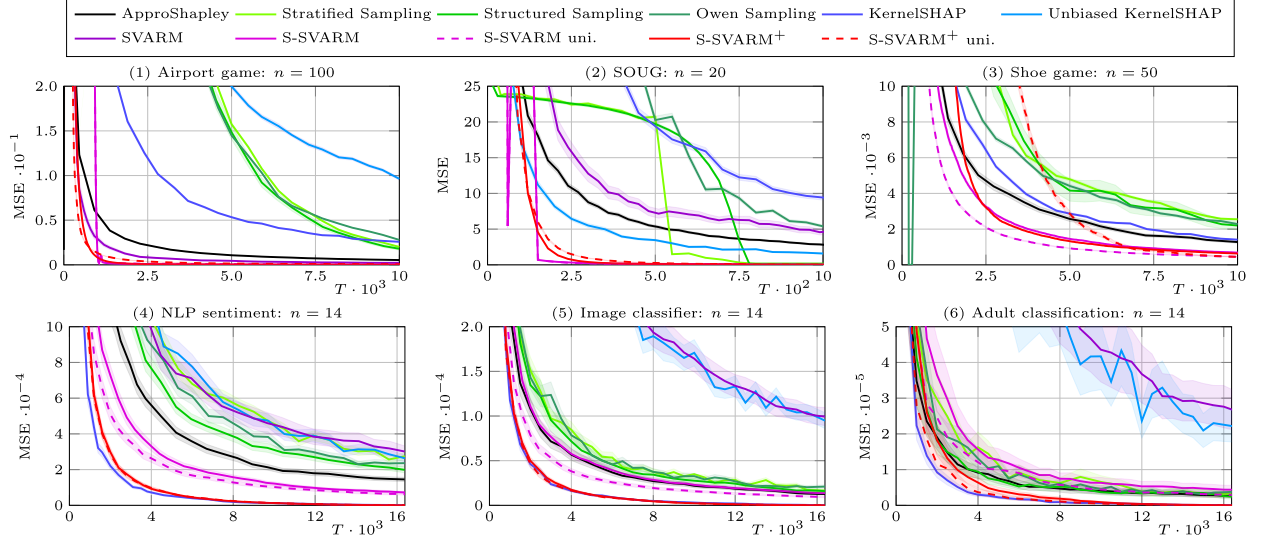 ApproShapley Stratified Sampling Structured Sampling Owen Sampling KernelSHAP Unbiased KernelSHAP
SVARM S-SVARM S-SVARM uni. S-SVARM⁺ S-SVARM⁺ uni.
(1) Airport game: n = 100
MSE ·10⁻¹
2.0
1.5
1.0
0.5
0
0 2.5 5.0 7.5 10
T · 10³
(2) SOUG: n = 20
MSE
25
20
15
10
5
0
0 2.5 5.0 7.5 10
T · 10²
(3) Shoe game: n = 50
MSE ·10⁻³
10
8
6
4
2
0
0 2.5 5.0 7.5 10
T · 10³
(4) NLP sentiment: n = 14
MSE ·10⁻⁴
10
8
6
4
2
0
0 4 8 12 16
T · 10³
(5) Image classifier: n = 14
MSE ·10⁻⁴
2.0
1.5
1.0
0.5
0
0 4 8 12 16
T · 10³
(6) Adult classification: n = 14
MSE ·10⁻⁵
5
4
3
2
1
0
0 4 8 12 16
T · 10³